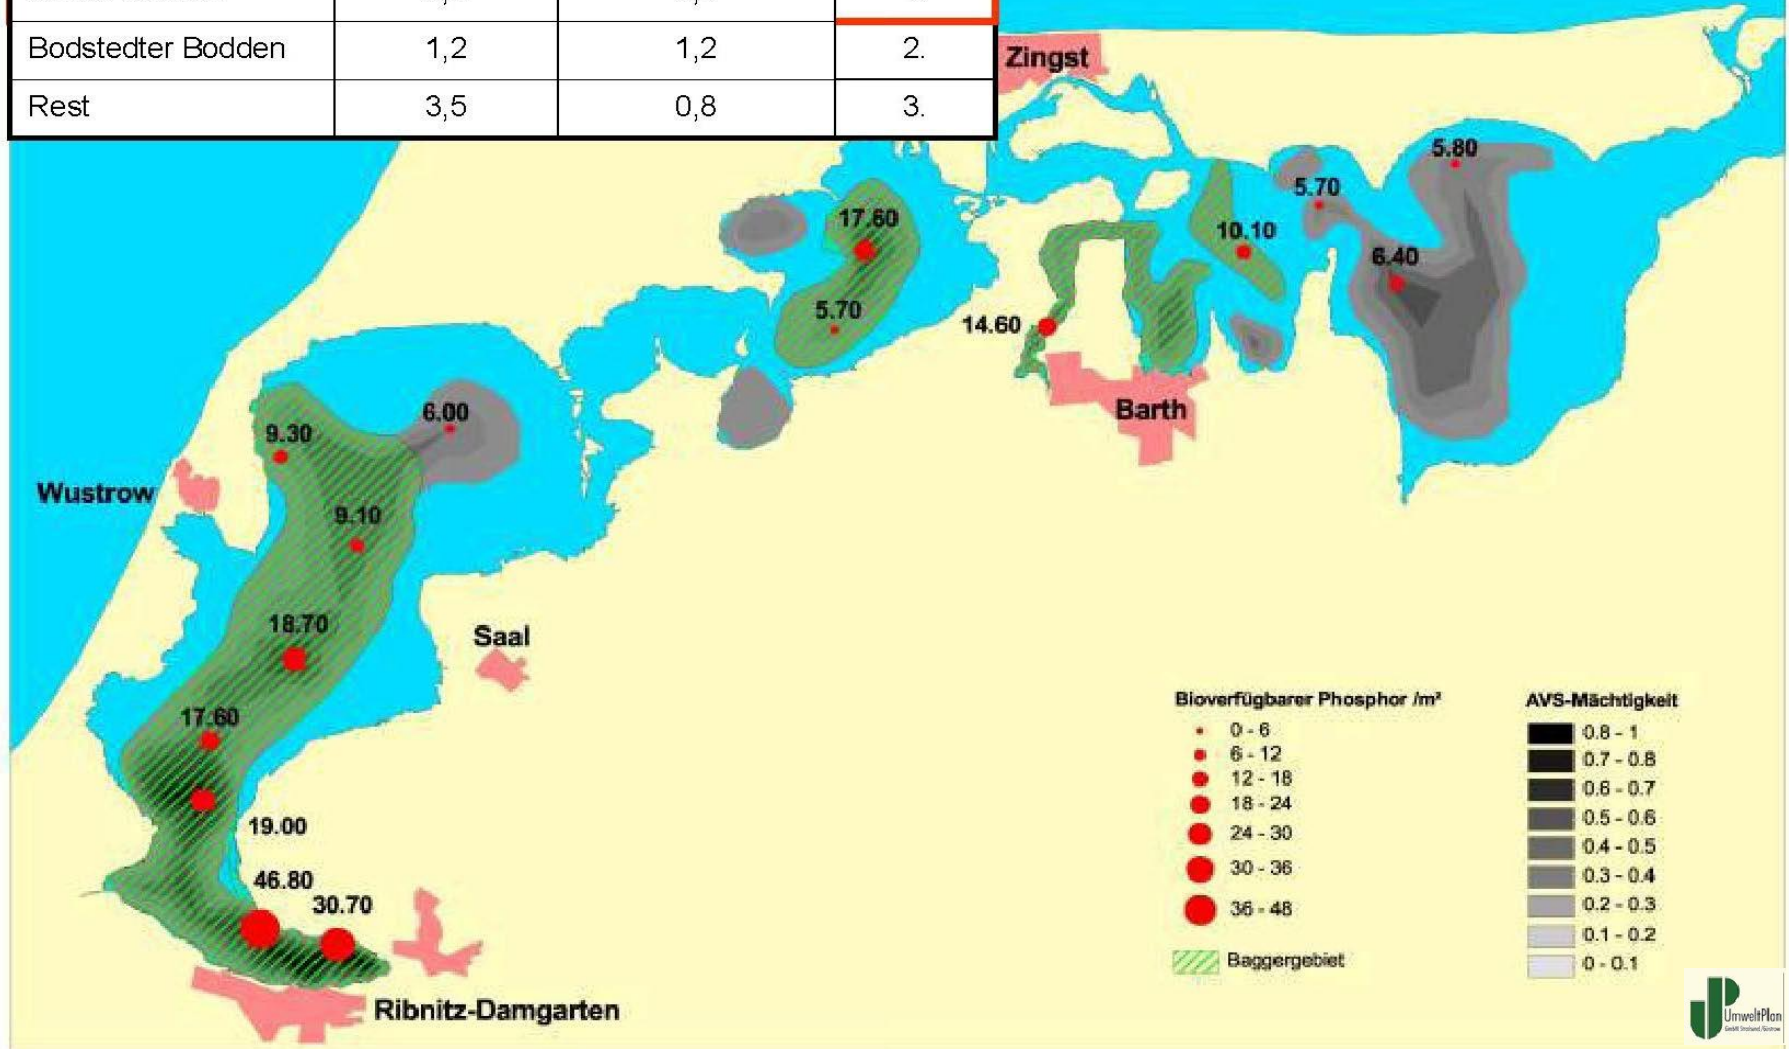 Bodstedter Bodden 1,2 1,2 2.
Rest 3,5 0,8 3.
Zingst
5.80
5.70
17.60
10.10
6.40
5.70
14.60
Barth
6.00
9.30
Wustrow
9.10
18.70
Saal
17.60
19.00
46.80
30.70
Ribnitz-Damgarten
Bioverfügbarer Phosphor /m²
0 - 6
6 - 12
12 - 18
18 - 24
24 - 30
30 - 36
36 - 48
Baggergebiet
AVS-Mächtigkeit
0.8 - 1
0.7 - 0.8
0.6 - 0.7
0.5 - 0.6
0.4 - 0.5
0.3 - 0.4
0.2 - 0.3
0.1 - 0.2
0 - 0.1
UmweltPlan